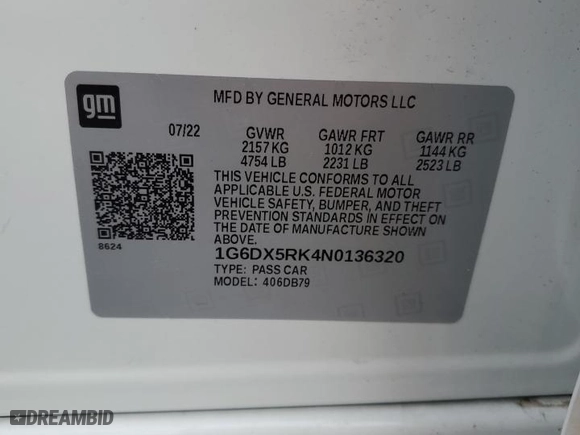 gm
MFD BY GENERAL MOTORS LLC
07/22 GVWR GAWR FRT GAWR RR
2157 KG 1012 KG 1144 KG
4754 LB 2231 LB 2523 LB
THIS VEHICLE CONFORMS TO ALL
APPLICABLE U.S. FEDERAL MOTOR
VEHICLE SAFETY, BUMPER, AND THEFT
PREVENTION STANDARDS IN EFFECT ON
THE DATE OF MANUFACTURE SHOWN
ABOVE.
8624
1G6DX5RK4N0136320
TYPE: PASS CAR
MODEL: 406DB79
DREAMBID